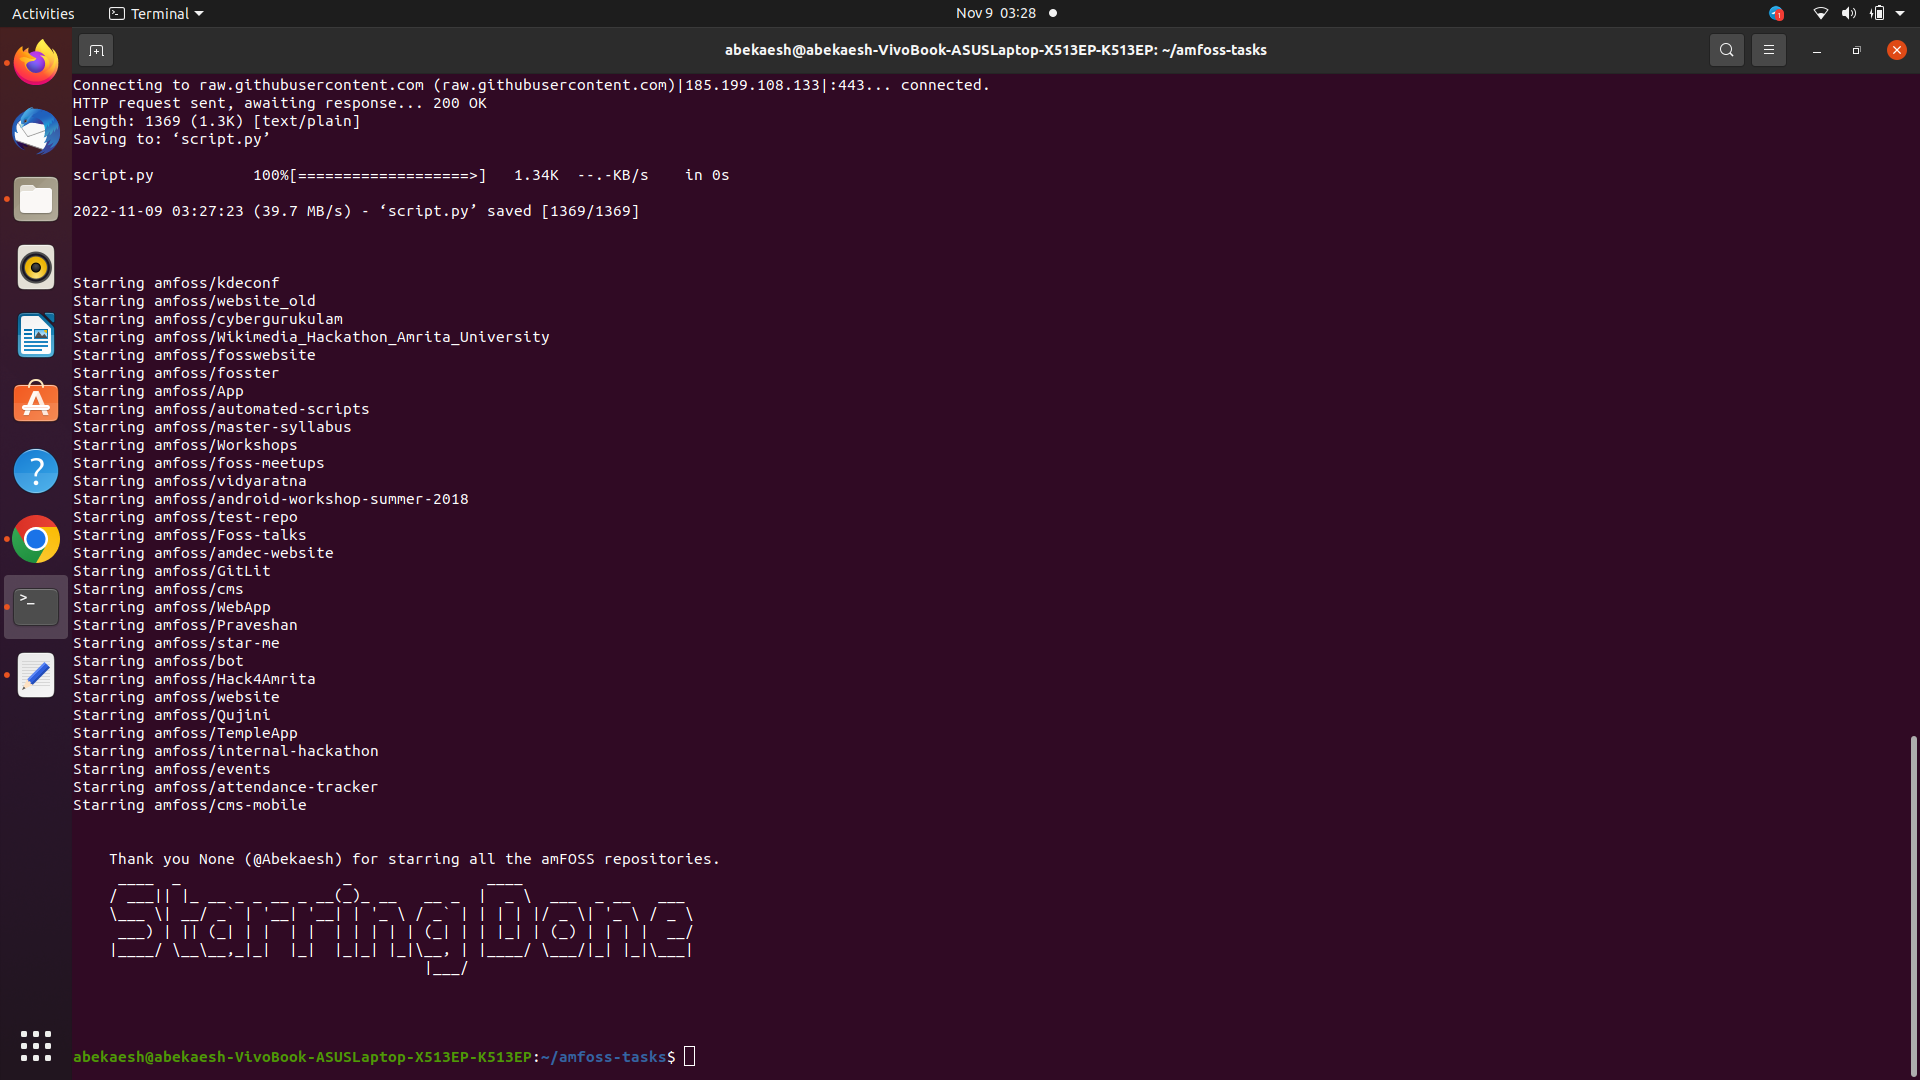 Activities
Terminal
Nov 9 03:28
abekaesh@abekaesh-VivoBook-ASUSLaptop-X513EP-K513EP: ~/amfoss-tasks
Connecting to raw.githubusercontent.com (raw.githubusercontent.com)|185.199.108.133|:443... connected.
HTTP request sent, awaiting response... 200 OK
Length: 1369 (1.3K) [text/plain]
Saving to: ‘script.py’
script.py           100%[===================>]   1.34K  --.-KB/s    in 0s
2022-11-09 03:27:23 (39.7 MB/s) - ‘script.py’ saved [1369/1369]
Starring amfoss/kdeconf
Starring amfoss/website_old
Starring amfoss/cybergurukulam
Starring amfoss/Wikimedia_Hackathon_Amrita_University
Starring amfoss/fosswebsite
Starring amfoss/fosster
Starring amfoss/App
Starring amfoss/automated-scripts
Starring amfoss/master-syllabus
Starring amfoss/Workshops
Starring amfoss/foss-meetups
Starring amfoss/vidyaratna
Starring amfoss/android-workshop-summer-2018
Starring amfoss/test-repo
Starring amfoss/Foss-talks
Starring amfoss/amdec-website
Starring amfoss/GitLit
Starring amfoss/cms
Starring amfoss/WebApp
Starring amfoss/Praveshan
Starring amfoss/star-me
Starring amfoss/bot
Starring amfoss/Hack4Amrita
Starring amfoss/website
Starring amfoss/Qujini
Starring amfoss/TempleApp
Starring amfoss/internal-hackathon
Starring amfoss/events
Starring amfoss/attendance-tracker
Starring amfoss/cms-mobile
Thank you None (@Abekaesh) for starring all the amFOSS repositories.
Starring Done
abekaesh@abekaesh-VivoBook-ASUSLaptop-X513EP-K513EP:~/amfoss-tasks$